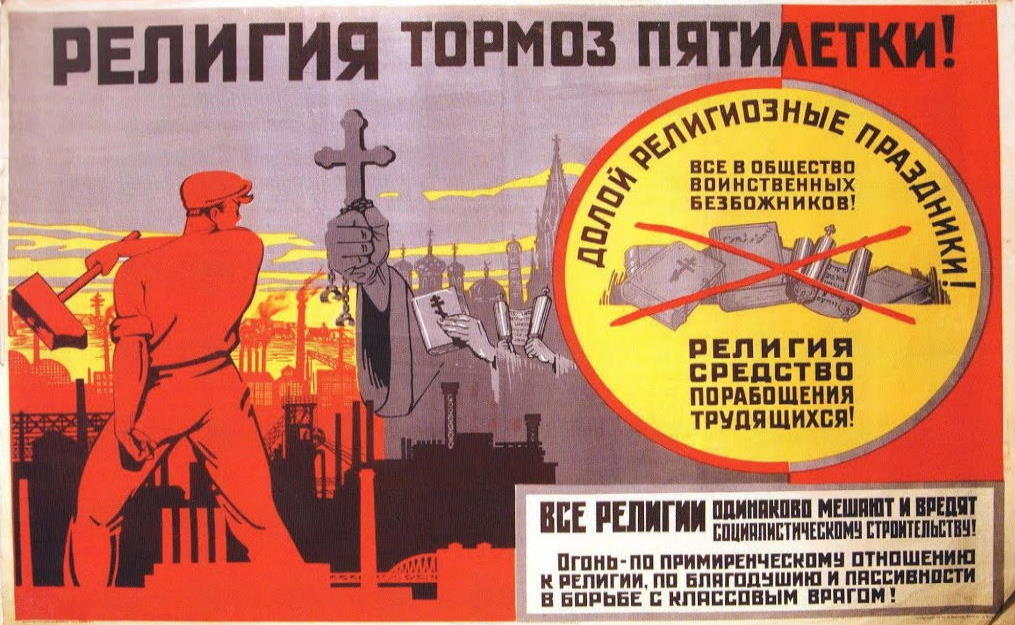 РЕЛИГИЯ ТОРМОЗ ПЯТИЛЕТКИ!
ДОЛОЙ РЕЛИГИОЗНЫЕ ПРАЗДНИКИ!
ВСЕ В ОБЩЕСТВО
ВОИНСТВЕННЫХ
БЕЗБОЖНИКОВ!
РЕЛИГИЯ
СРЕДСТВО
ПОРАБОЩЕНИЯ
ТРУДЯЩИХСЯ!
ВСЕ РЕЛИГИИ ОДИНАКОВО МЕШАЮТ И ВРЕДЯТ
СОЦИАЛИСТИЧЕСКОМУ СТРОИТЕЛЬСТВУ!
ОГОНЬ-ПО ПРИМИРЕНЧЕСКОМУ ОТНОШЕНИЮ
К РЕЛИГИИ, ПО БЛАГОДУШИЮ И ПАССИВНОСТИ
В БОРЬБЕ С КЛАССОВЫМ ВРАГОМ!